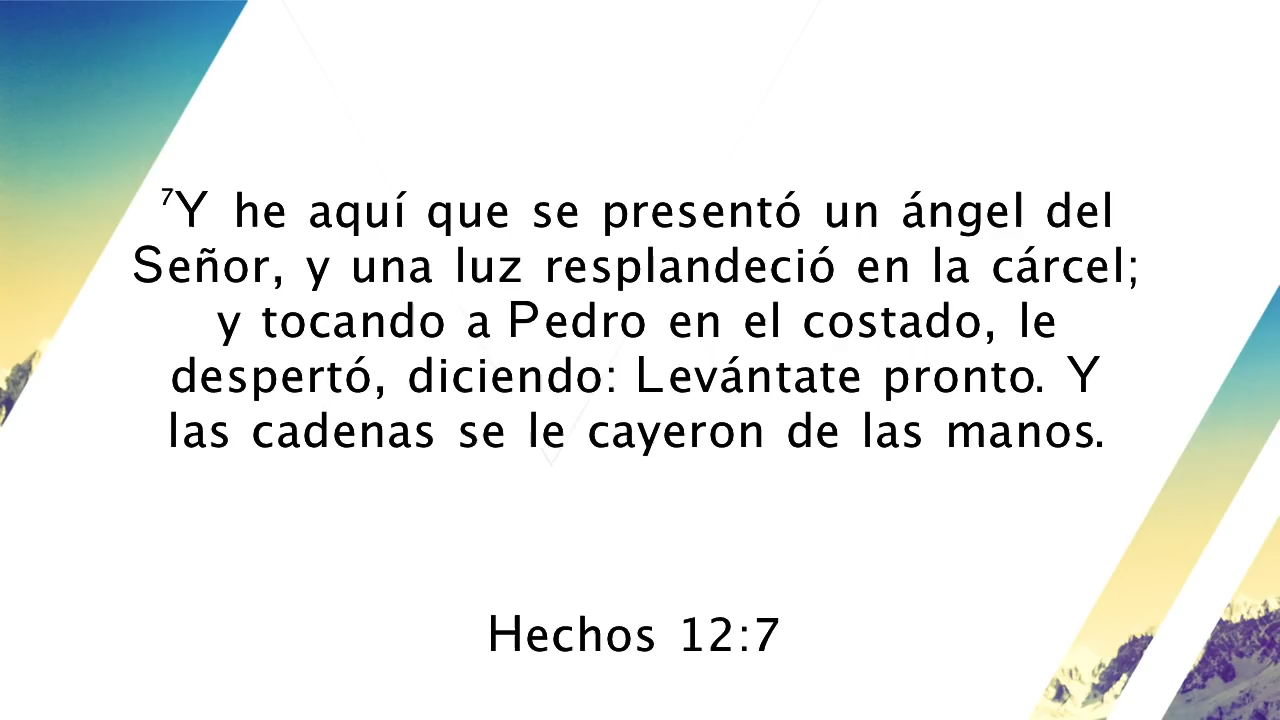 ⁷Y he aquí que se presentó un ángel del
Señor, y una luz resplandeció en la cárcel;
y tocando a Pedro en el costado, le
despertó, diciendo: Levántate pronto. Y
las cadenas se le cayeron de las manos.
Hechos 12:7